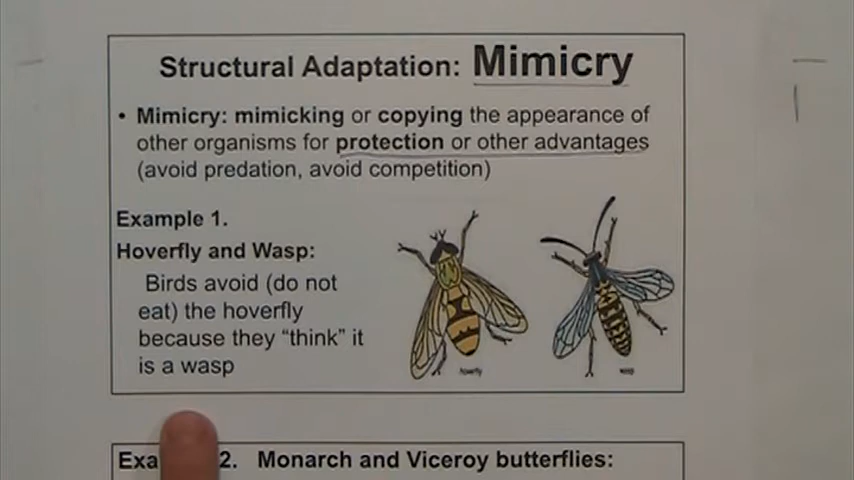 Structural Adaptation: Mimicry
• Mimicry: mimicking or copying the appearance of
other organisms for protection or other advantages
(avoid predation, avoid competition)
Example 1.
Hoverfly and Wasp:
Birds avoid (do not
eat) the hoverfly
because they “think” it
is a wasp
hoverfly
wasp
2. Monarch and Viceroy butterflies: